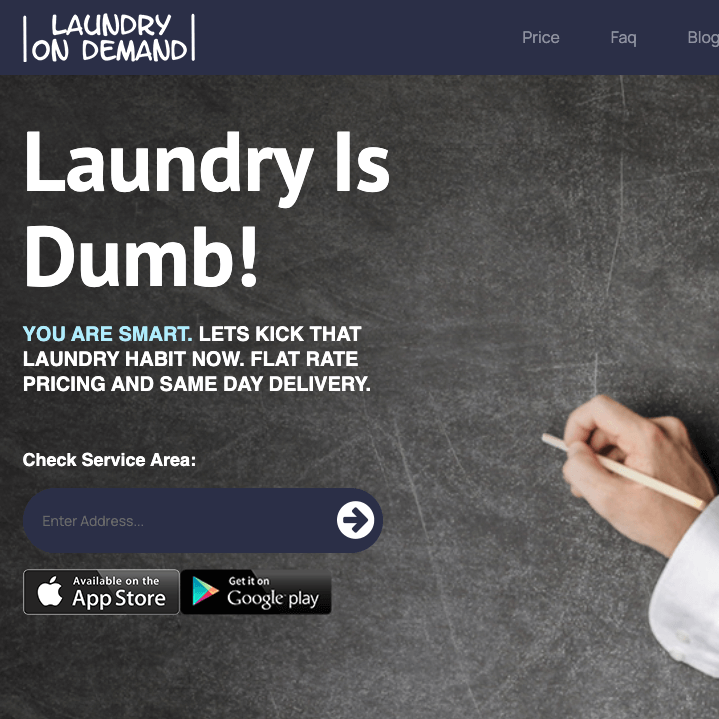 LAUNDRY
ON DEMAND
Price Faq Blog
Laundry Is
Dumb!
YOU ARE SMART. LETS KICK THAT
LAUNDRY HABIT NOW. FLAT RATE
PRICING AND SAME DAY DELIVERY.
Check Service Area:
Enter Address...
Available on the
App Store
Get it on
Google play